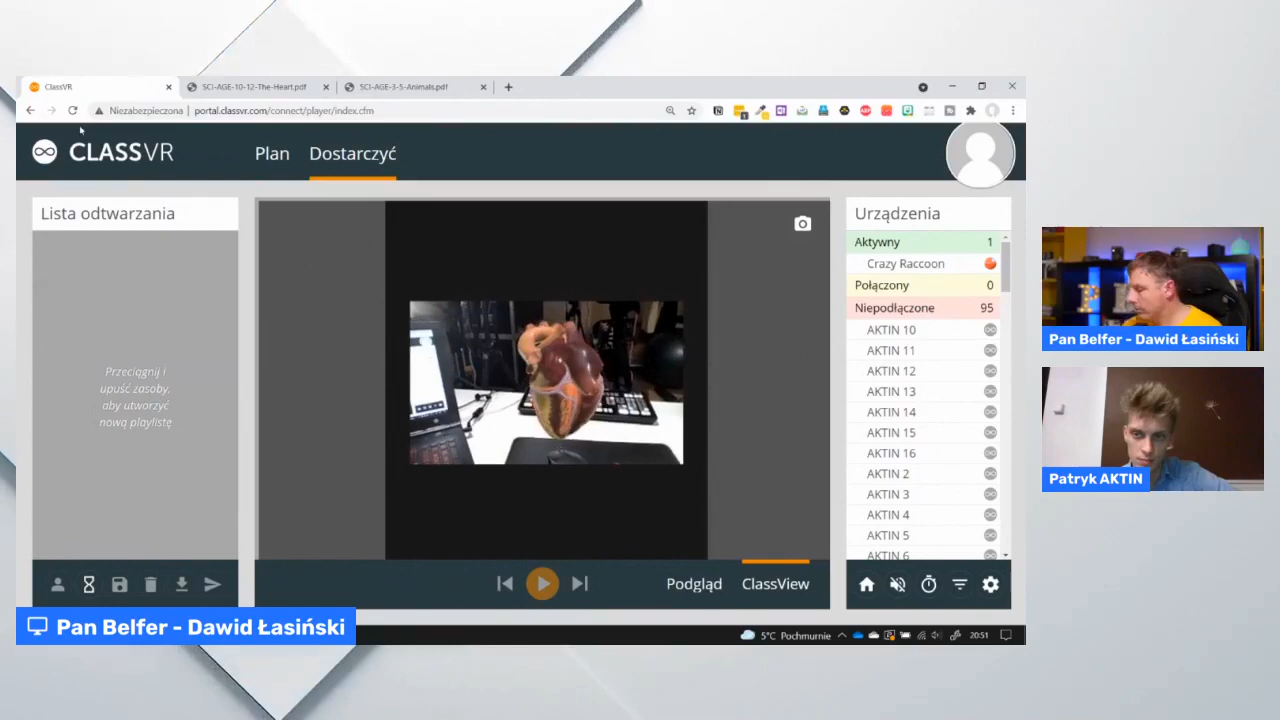 ClassVR
SCI-AGE-10-12-The-Heart.pdf
SCI-AGE-3-5-Animals.pdf
Niezabezpieczona
portal.classvr.com/connect/player/index.cfm
CLASSVR
Plan
Dostarczyć
Lista odtwarzania
Przeciągnij i
upuść zasoby,
aby utworzyć
nową playlistę
Podgląd
ClassView
Urządzenia
Aktywny 1
Crazy Raccoon
Połączony 0
Niepodłączone 95
AKTIN 10
AKTIN 11
AKTIN 12
AKTIN 13
AKTIN 14
AKTIN 15
AKTIN 16
AKTIN 2
AKTIN 3
AKTIN 4
AKTIN 5
AKTIN 6
Pan Belfer - Dawid Łasiński
5°C Pochmurnie
20:51
Pan Belfer - Dawid Łasiński
Patryk AKTIN